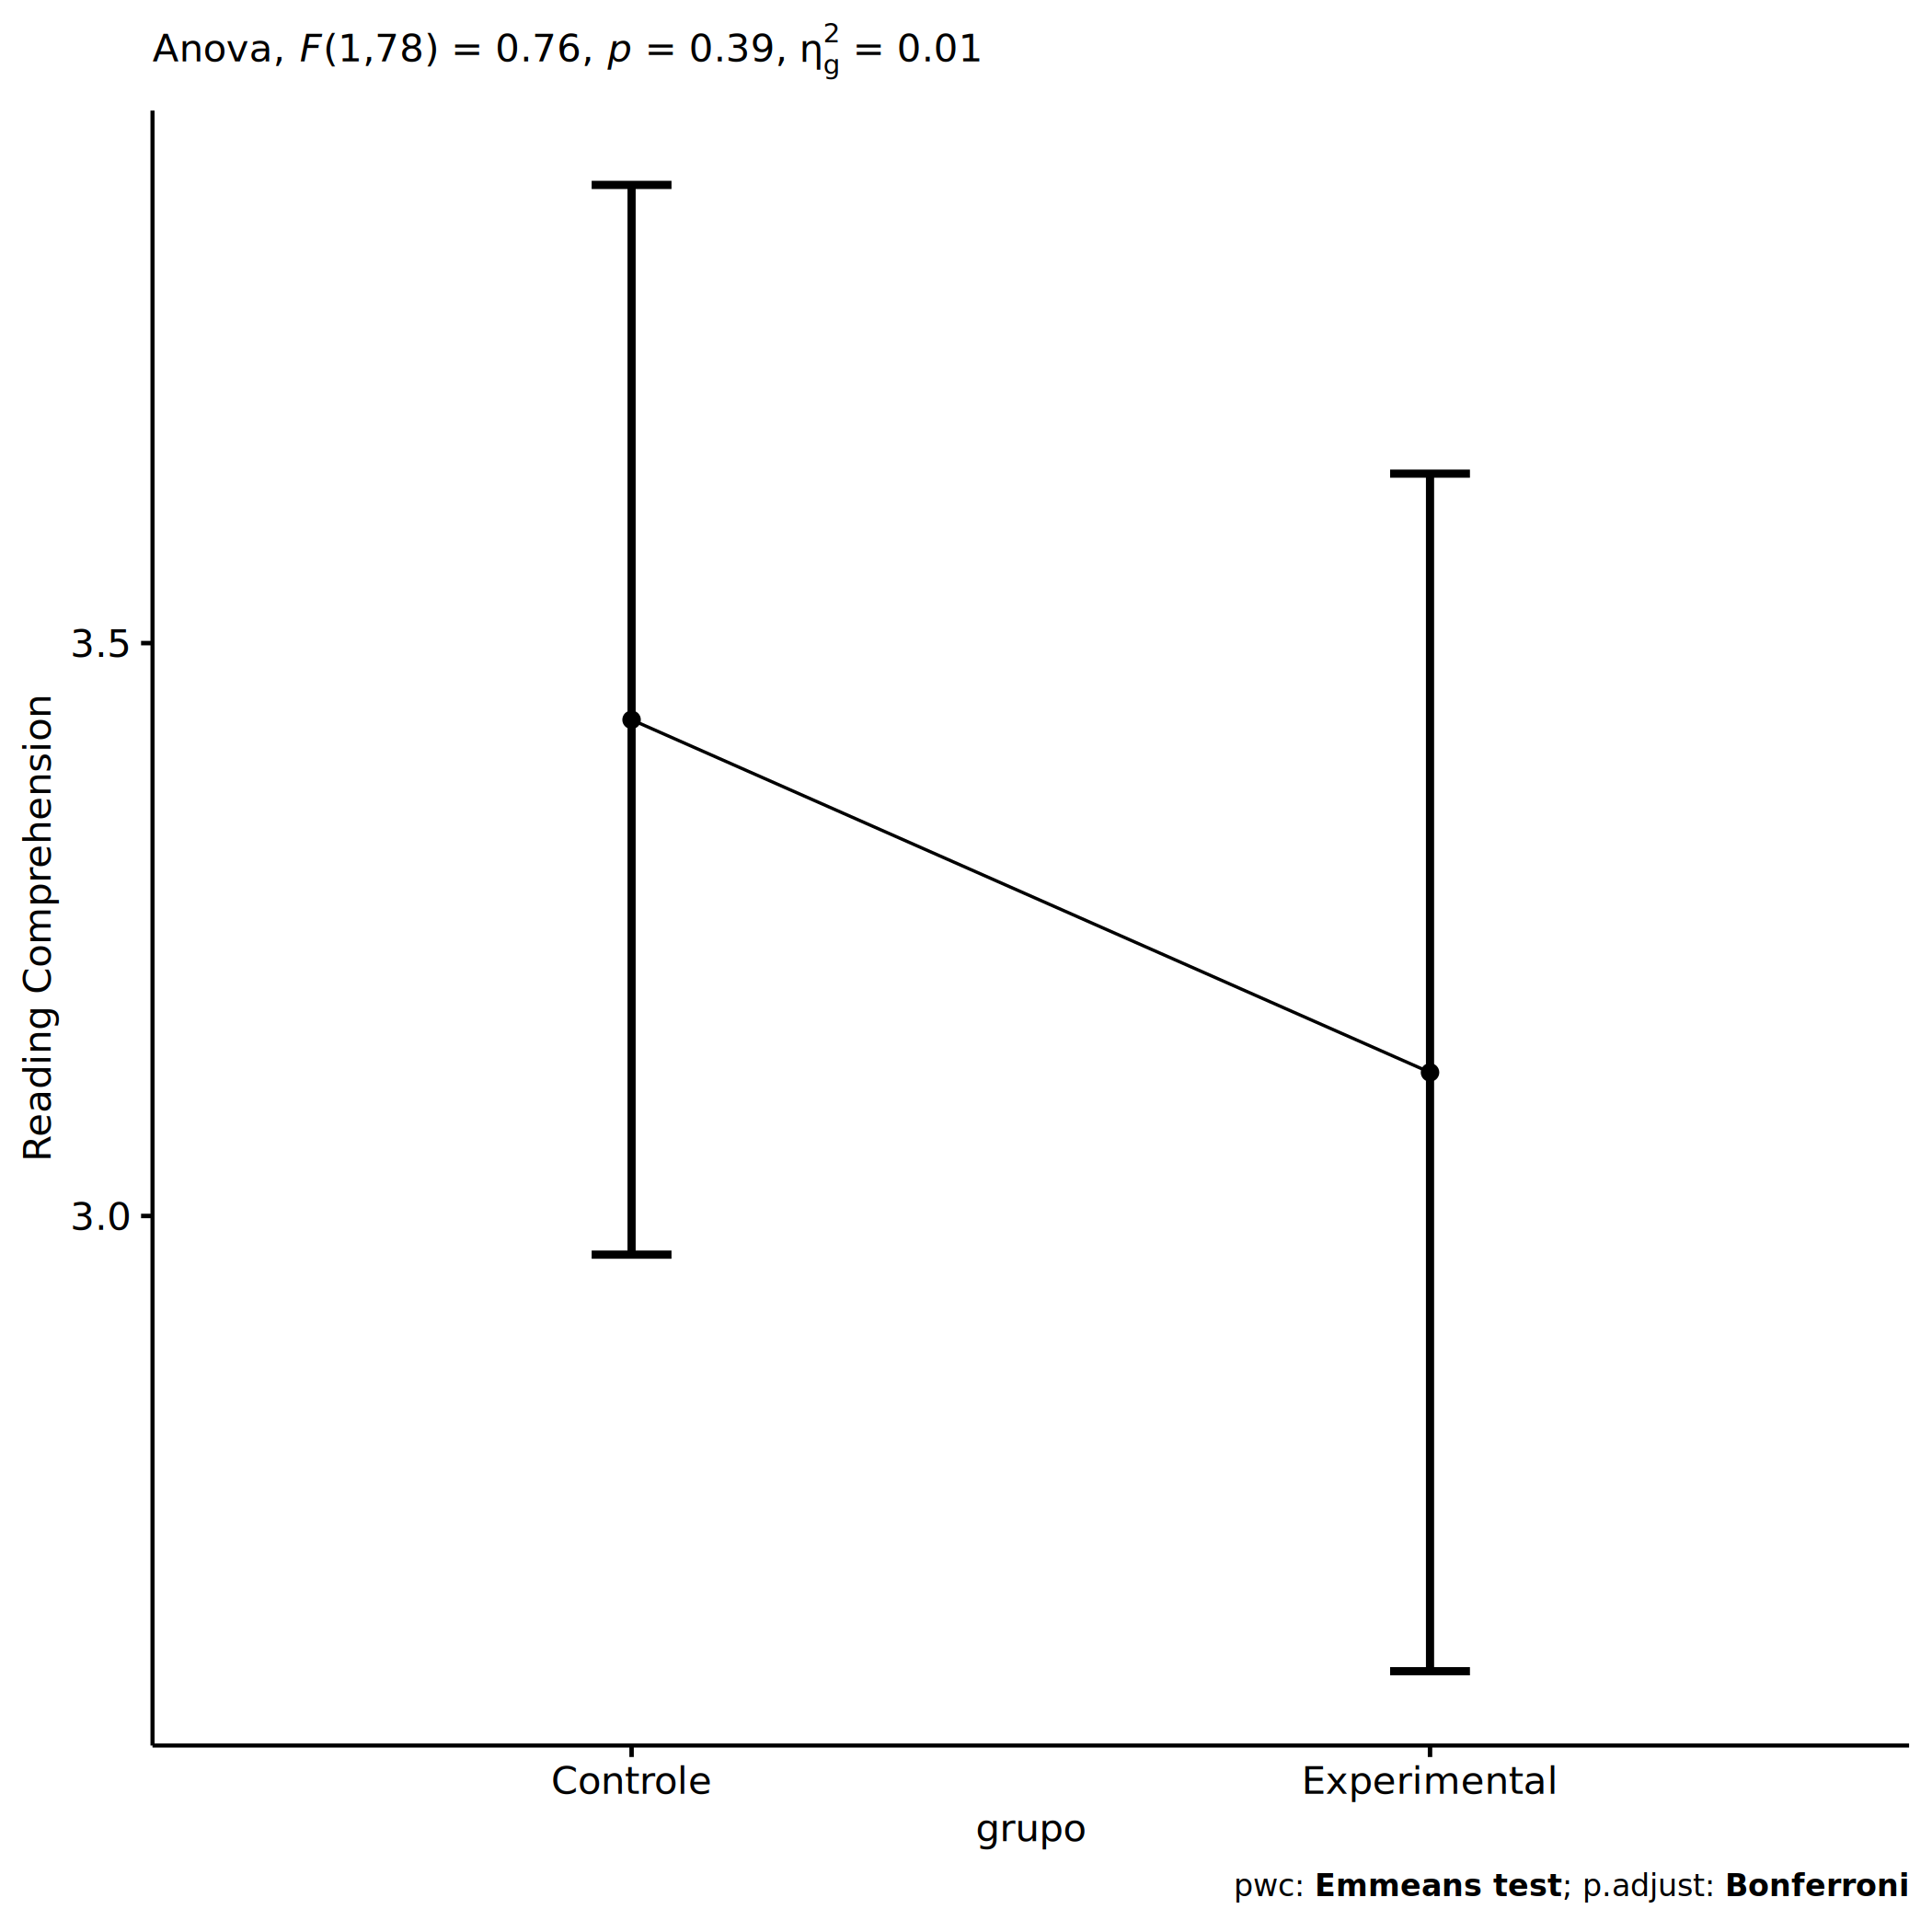 Anova, F(1,78) = 0.76, p = 0.39, η²g = 0.01
Reading Comprehension
3.5
3.0
Controle Experimental
grupo
pwc: Emmeans test; p.adjust: Bonferroni